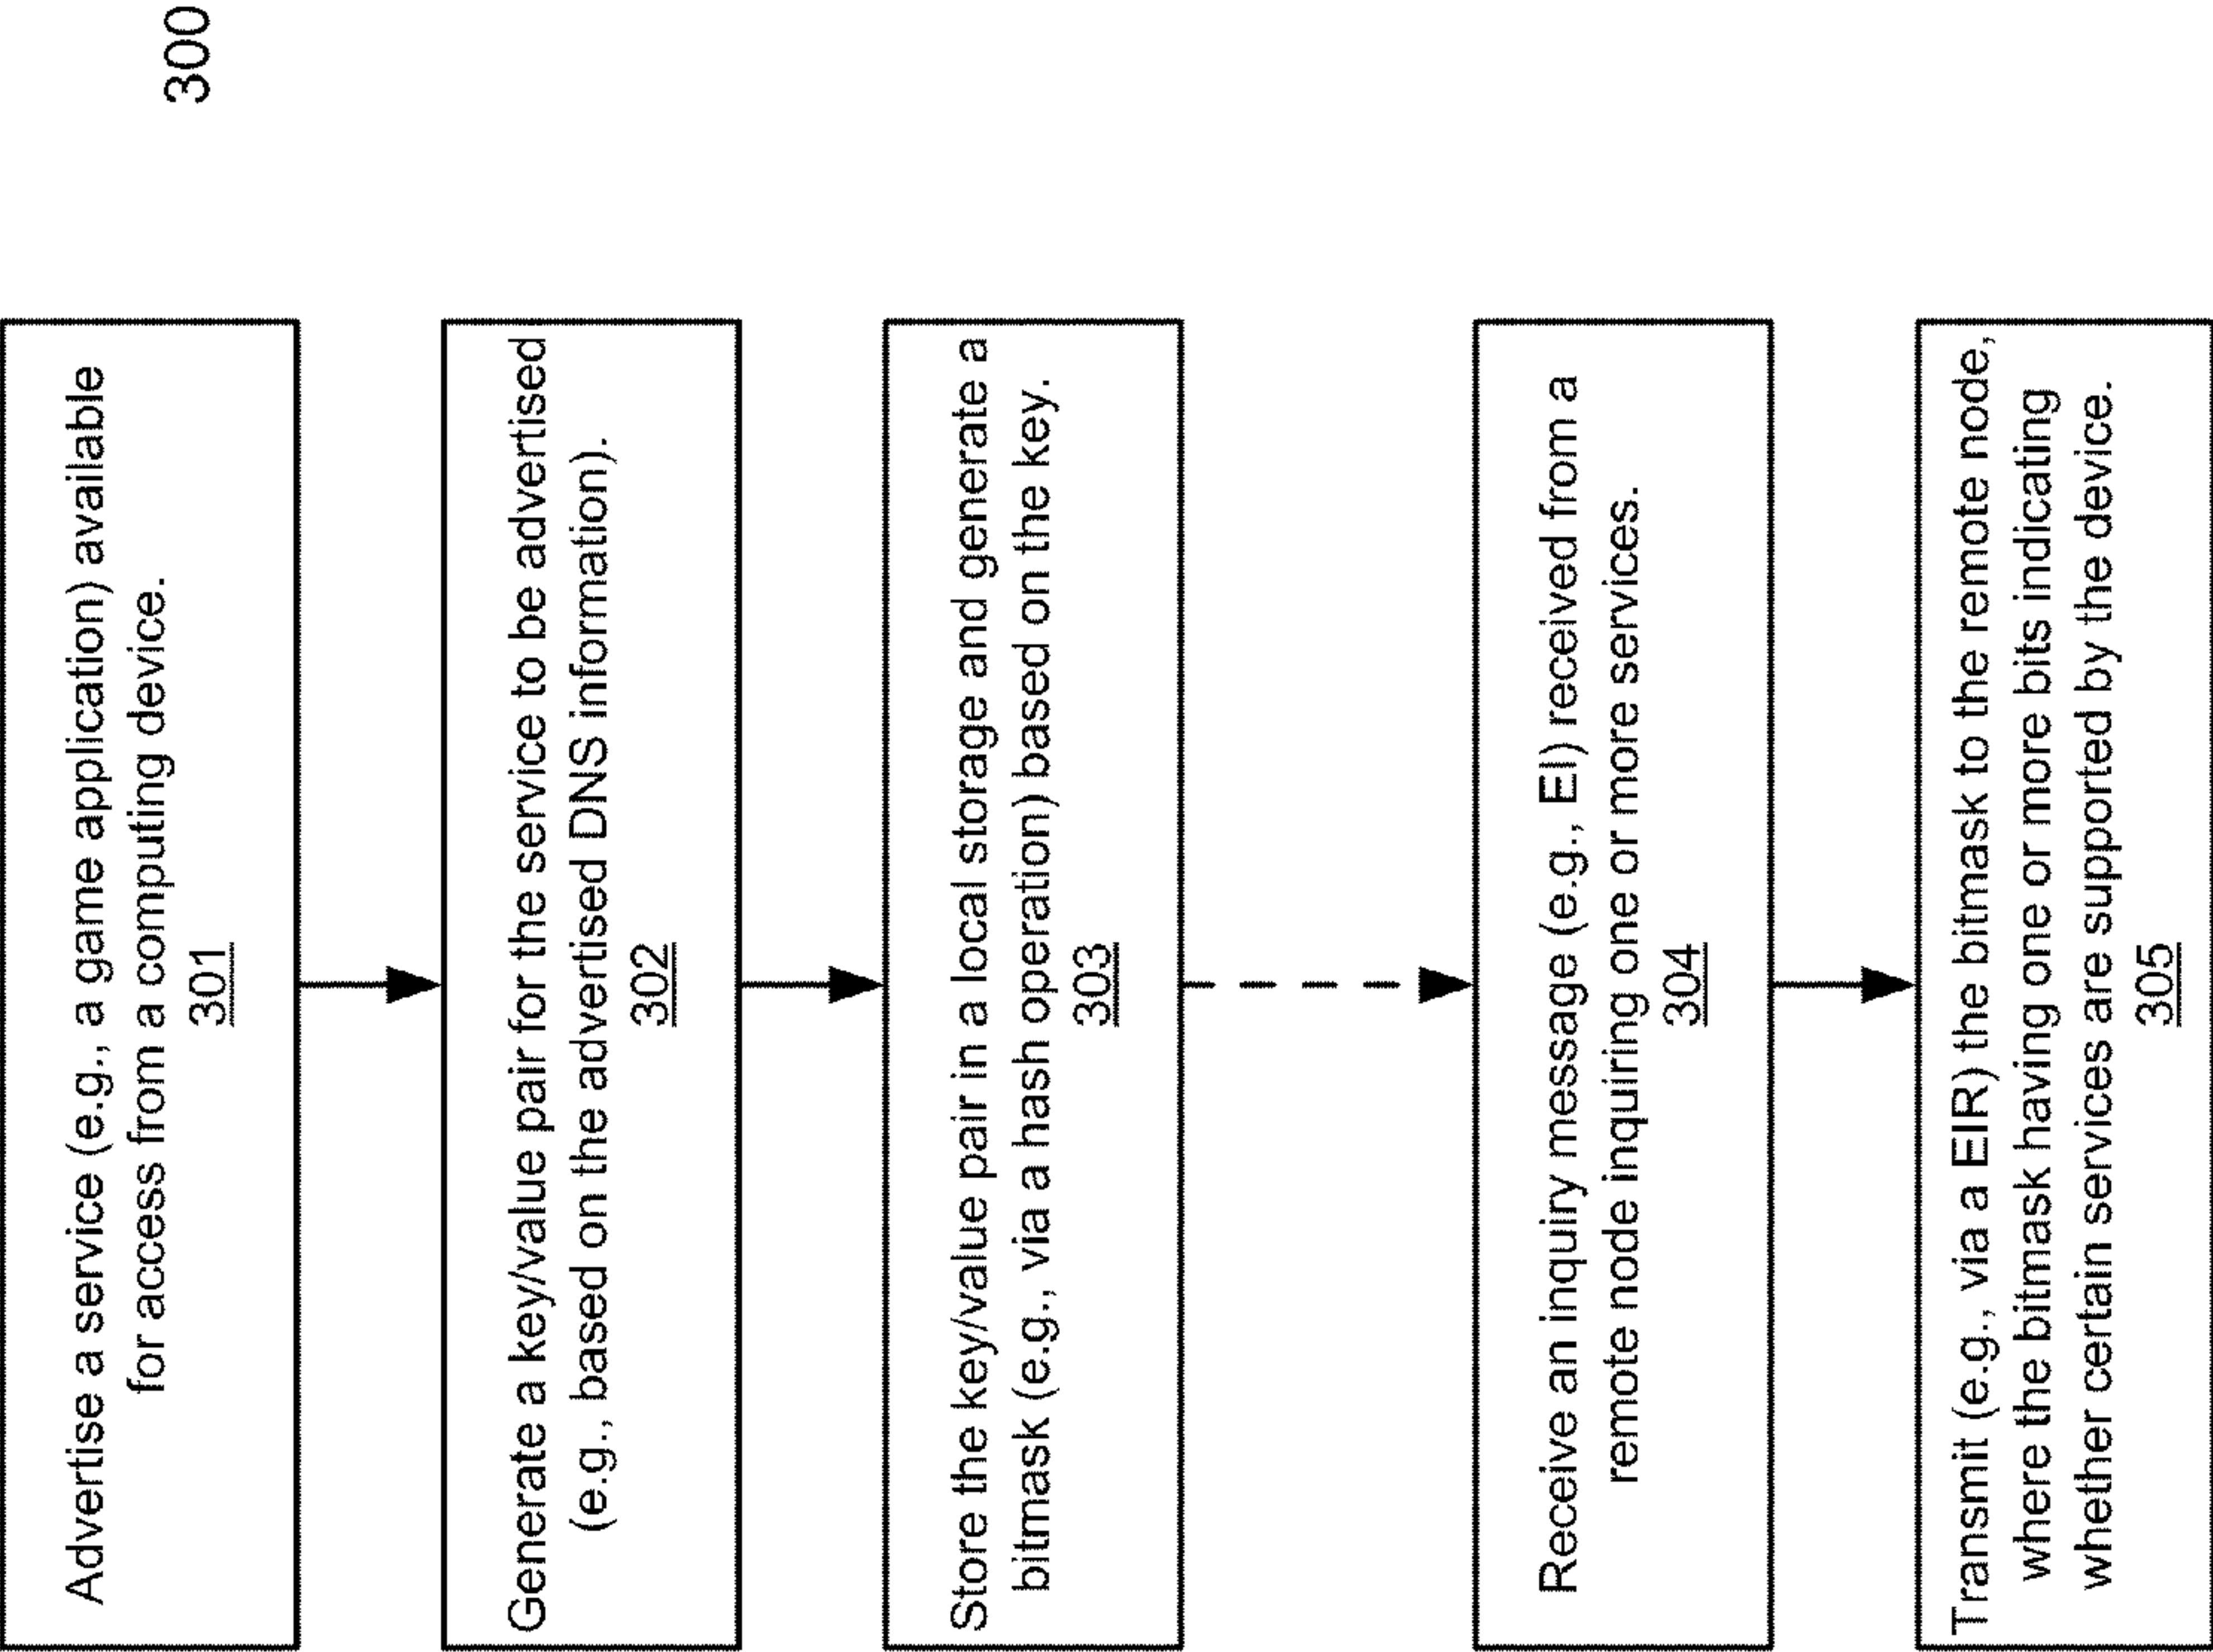 300
Advertise a service (e.g., a game application) available
for access from a computing device.
301
Generate a key/value pair for the service to be advertised
(e.g., based on the advertised DNS information).
302
Store the key/value pair in a local storage and generate a
bitmask (e.g., via a hash operation) based on the key.
303
Receive an inquiry message (e.g., EI) received from a
remote node inquiring one or more services.
304
Transmit (e.g., via a EIR) the bitmask to the remote node,
where the bitmask having one or more bits indicating
whether certain services are supported by the device.
305